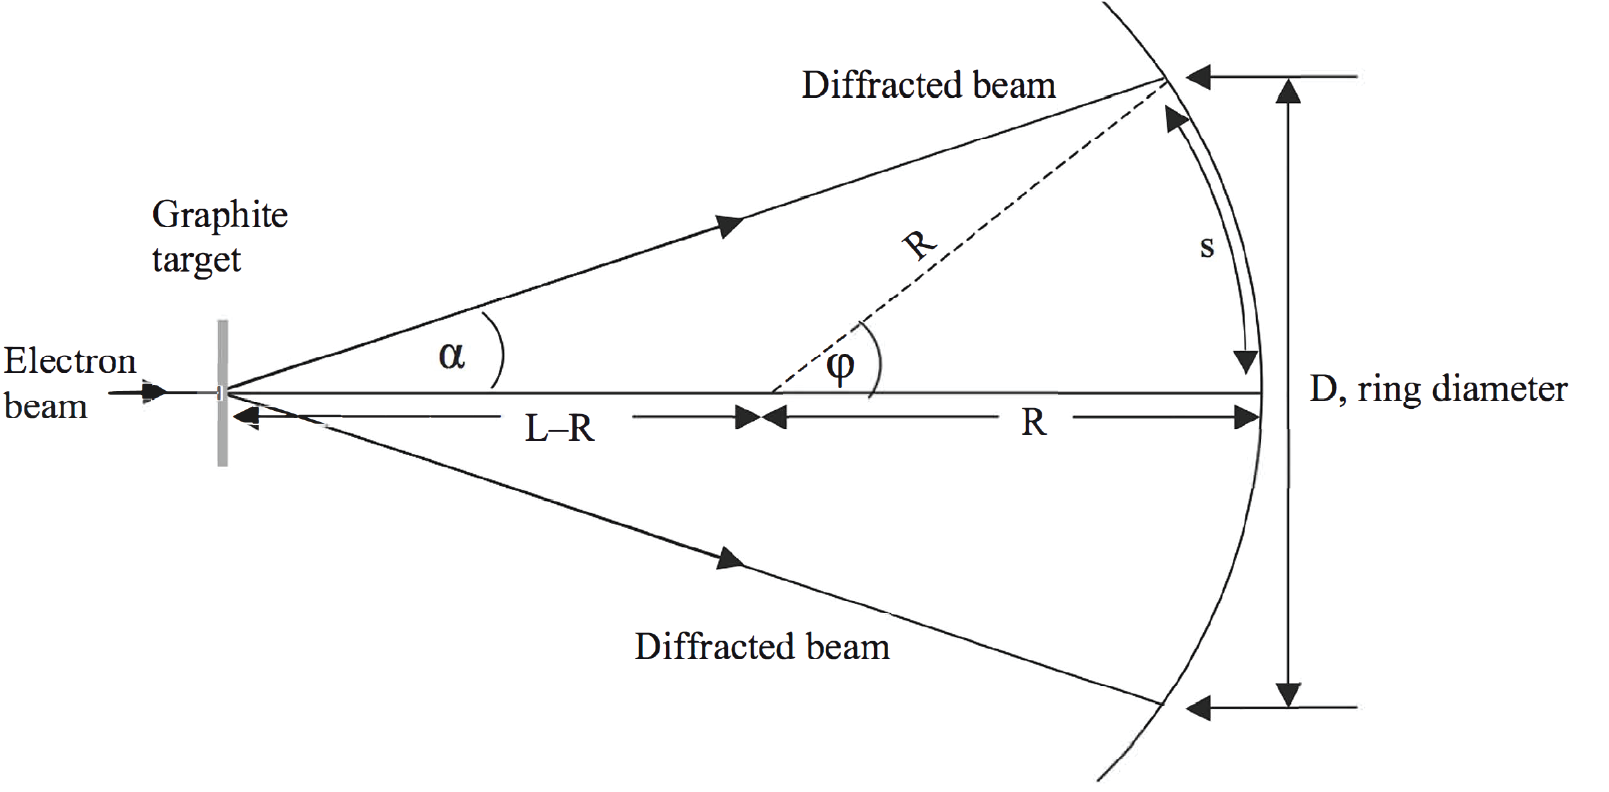 Diffracted beam
Graphite
target
R
s
α
φ
Electron
beam
D, ring diameter
L–R
R
Diffracted beam